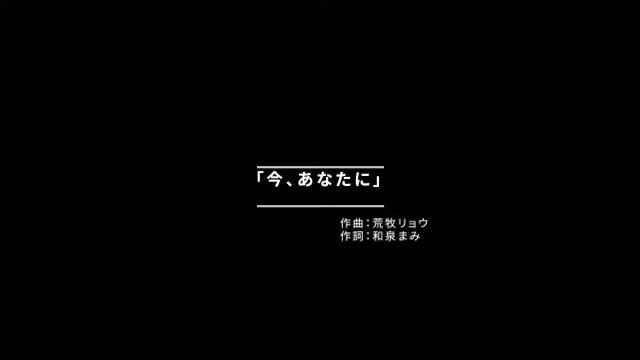 「今、あなたに」
作曲：荒牧リョウ
作詞：和泉まみ